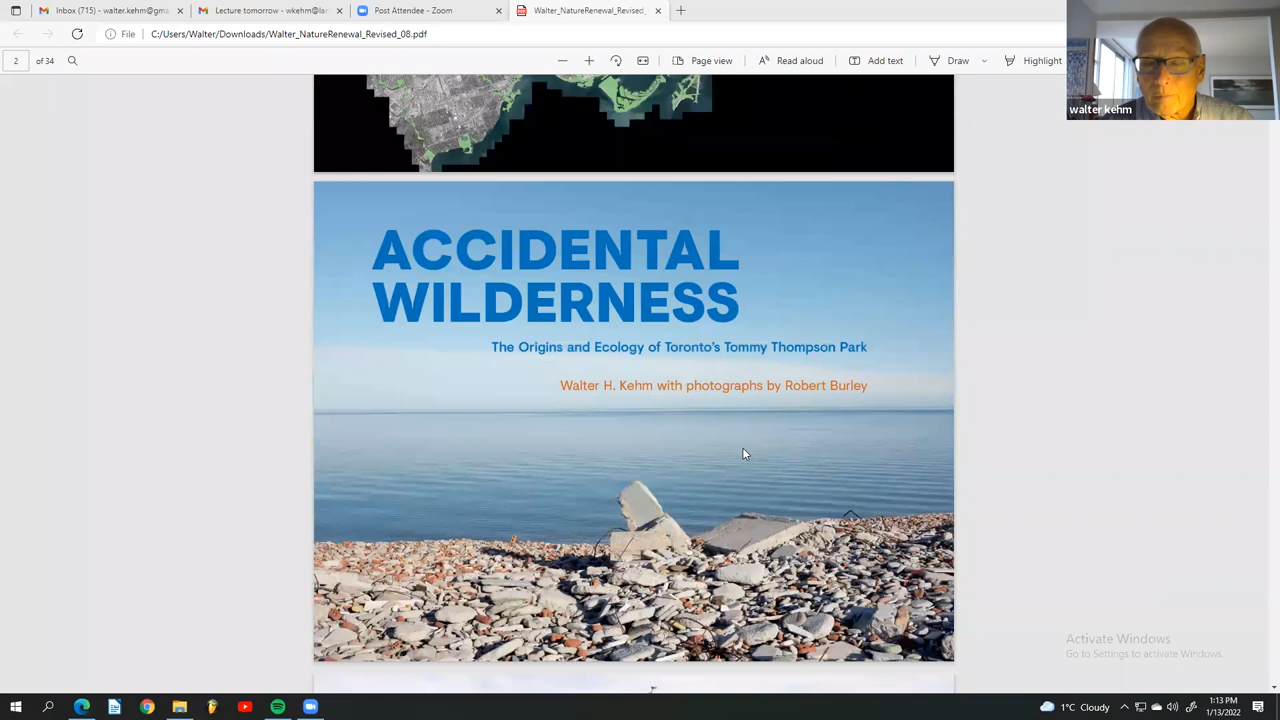 Inbox (715) - walter.kehm@gma
Lecture tomorrow - wkehm@lar
Post Attendee - Zoom
Walter_NatureRenewal_Revised_
File
C:/Users/Walter/Downloads/Walter_NatureRenewal_Revised_08.pdf
2 of 34
Page view
Read aloud
Add text
Draw
Highlight
walter kehm
ACCIDENTAL
WILDERNESS
The Origins and Ecology of Toronto's Tommy Thompson Park
Walter H. Kehm with photographs by Robert Burley
Activate Windows
Go to Settings to activate Windows.
1°C Cloudy
1:13 PM
1/13/2022